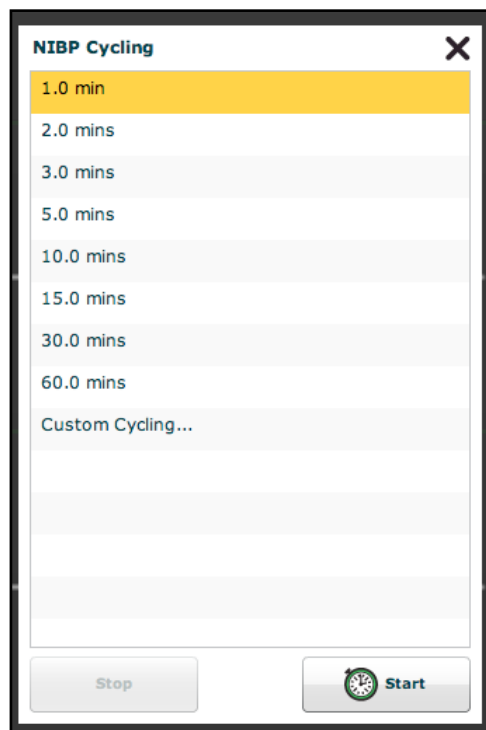 NIBP Cycling
1.0 min
2.0 mins
3.0 mins
5.0 mins
10.0 mins
15.0 mins
30.0 mins
60.0 mins
Custom Cycling...
Stop
Start